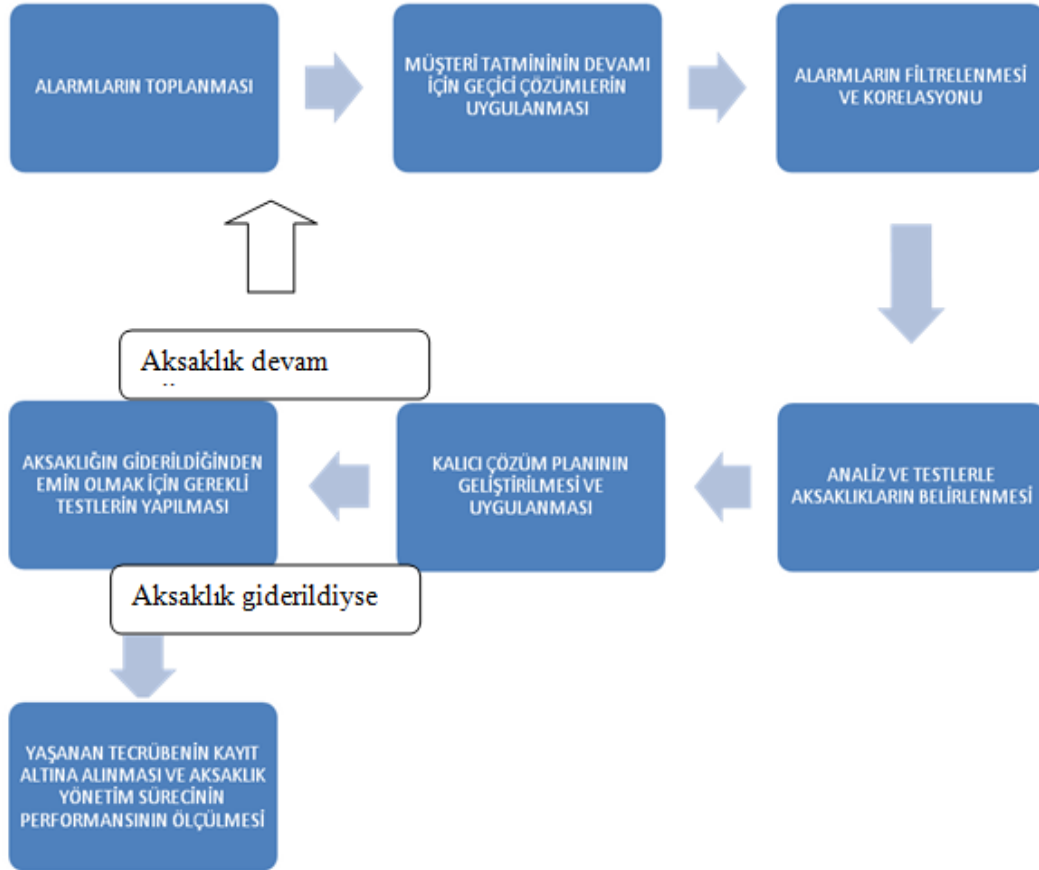 ALARMLARIN TOPLANMASI
MÜŞTERİ TATMİNİNİN DEVAMI
İÇİN GEÇİCİ ÇÖZÜMLERİN
UYGULANMASI
ALARMLARIN FİLTRELENMESİ
VE KORELASYONU
Aksaklık devam
AKSAKLIĞIN GİDERİLDİĞİNDEN
EMİN OLMAK İÇİN GEREKLİ
TESTLERİN YAPILMASI
KALICI ÇÖZÜM PLANININ
GELİŞTİRİLMESİ VE
UYGULANMASI
ANALİZ VE TESTLERLE
AKSAKLIKLARIN BELİRLENMESİ
Aksaklık giderildiyse
YAŞANAN TECRÜBENİN KAYIT
ALTINA ALINMASI VE AKSAKLIK
YÖNETİM SÜRECİNİN
PERFORMANSININ ÖLÇÜLMESİ